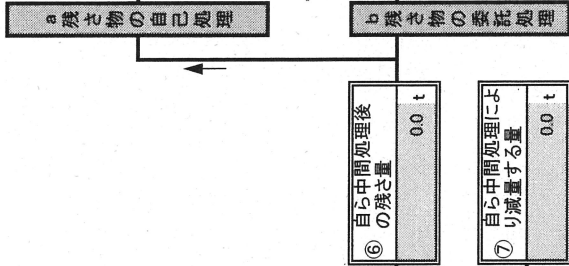 a 残さ物の自己処理
b 残さ物の委託処理
⑥ 自ら中間処理後
の残さ量
0.0 t
⑦ 自ら中間処理によ
り減量する量
0.0 t